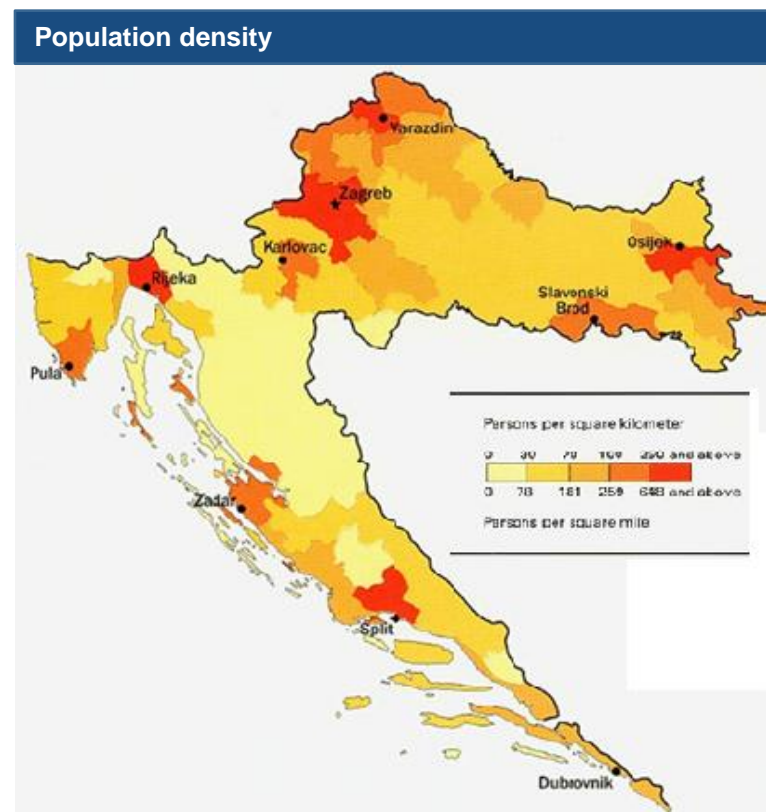 Population density
Varazdin
Zagreb
Karlovac
Osijek
Rijeka
Slavonski
Brod
Pula
Persons per square kilometer
0 30 70 100 250 and above
0 78 181 259 648 and above
Persons per square mile
Zadar
Split
Dubrovnik